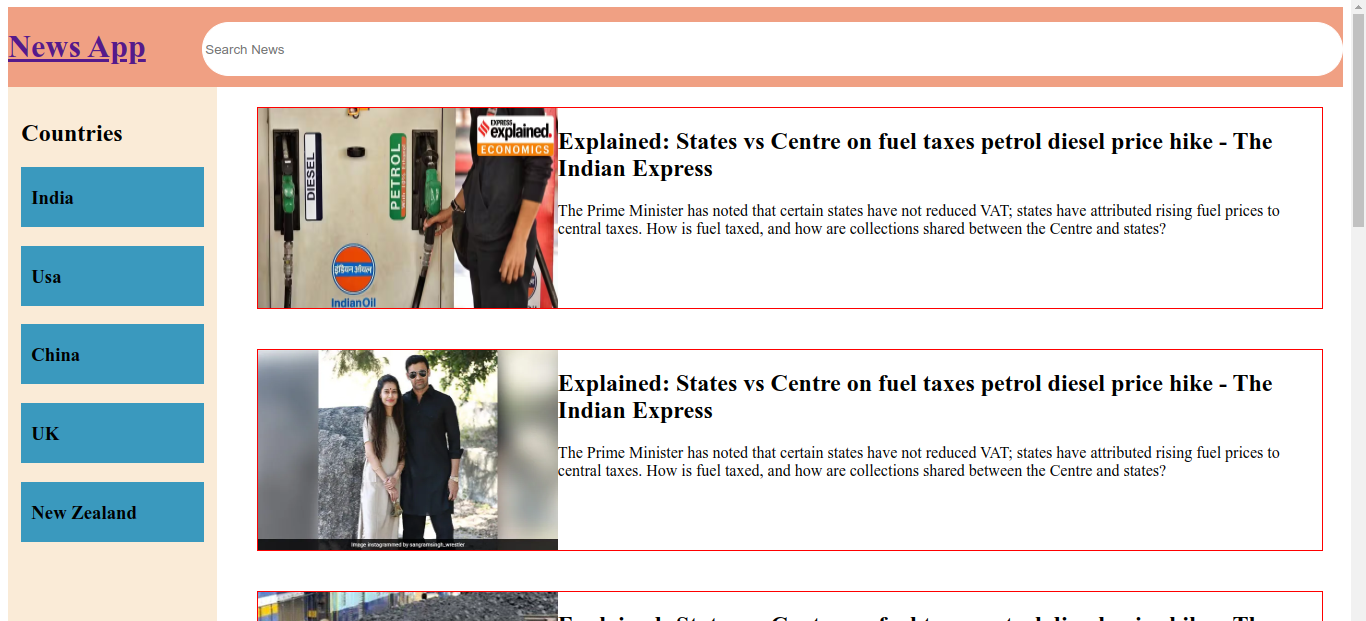 News App
Search News
Countries
India
Usa
China
UK
New Zealand
DIESEL
PETROL
इंडियन ऑयल
IndianOil
EXPRESS
explained.
ECONOMICS
Explained: States vs Centre on fuel taxes petrol diesel price hike - The
Indian Express
The Prime Minister has noted that certain states have not reduced VAT; states have attributed rising fuel prices to
central taxes. How is fuel taxed, and how are collections shared between the Centre and states?
Image instagrammed by sangramsingh_wrestler
Explained: States vs Centre on fuel taxes petrol diesel price hike - The
Indian Express
The Prime Minister has noted that certain states have not reduced VAT; states have attributed rising fuel prices to
central taxes. How is fuel taxed, and how are collections shared between the Centre and states?